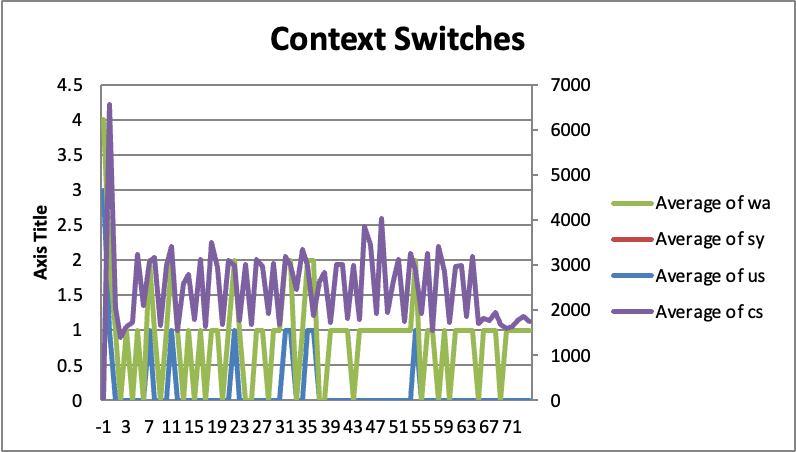 Context Switches
4.5
4
3.5
3
2.5
2
1.5
1
0.5
0
Axis Title
7000
6000
5000
4000
3000
2000
1000
0
-1 3 7 11 15 19 23 27 31 35 39 43 47 51 55 59 63 67 71
Average of wa
Average of sy
Average of us
Average of cs